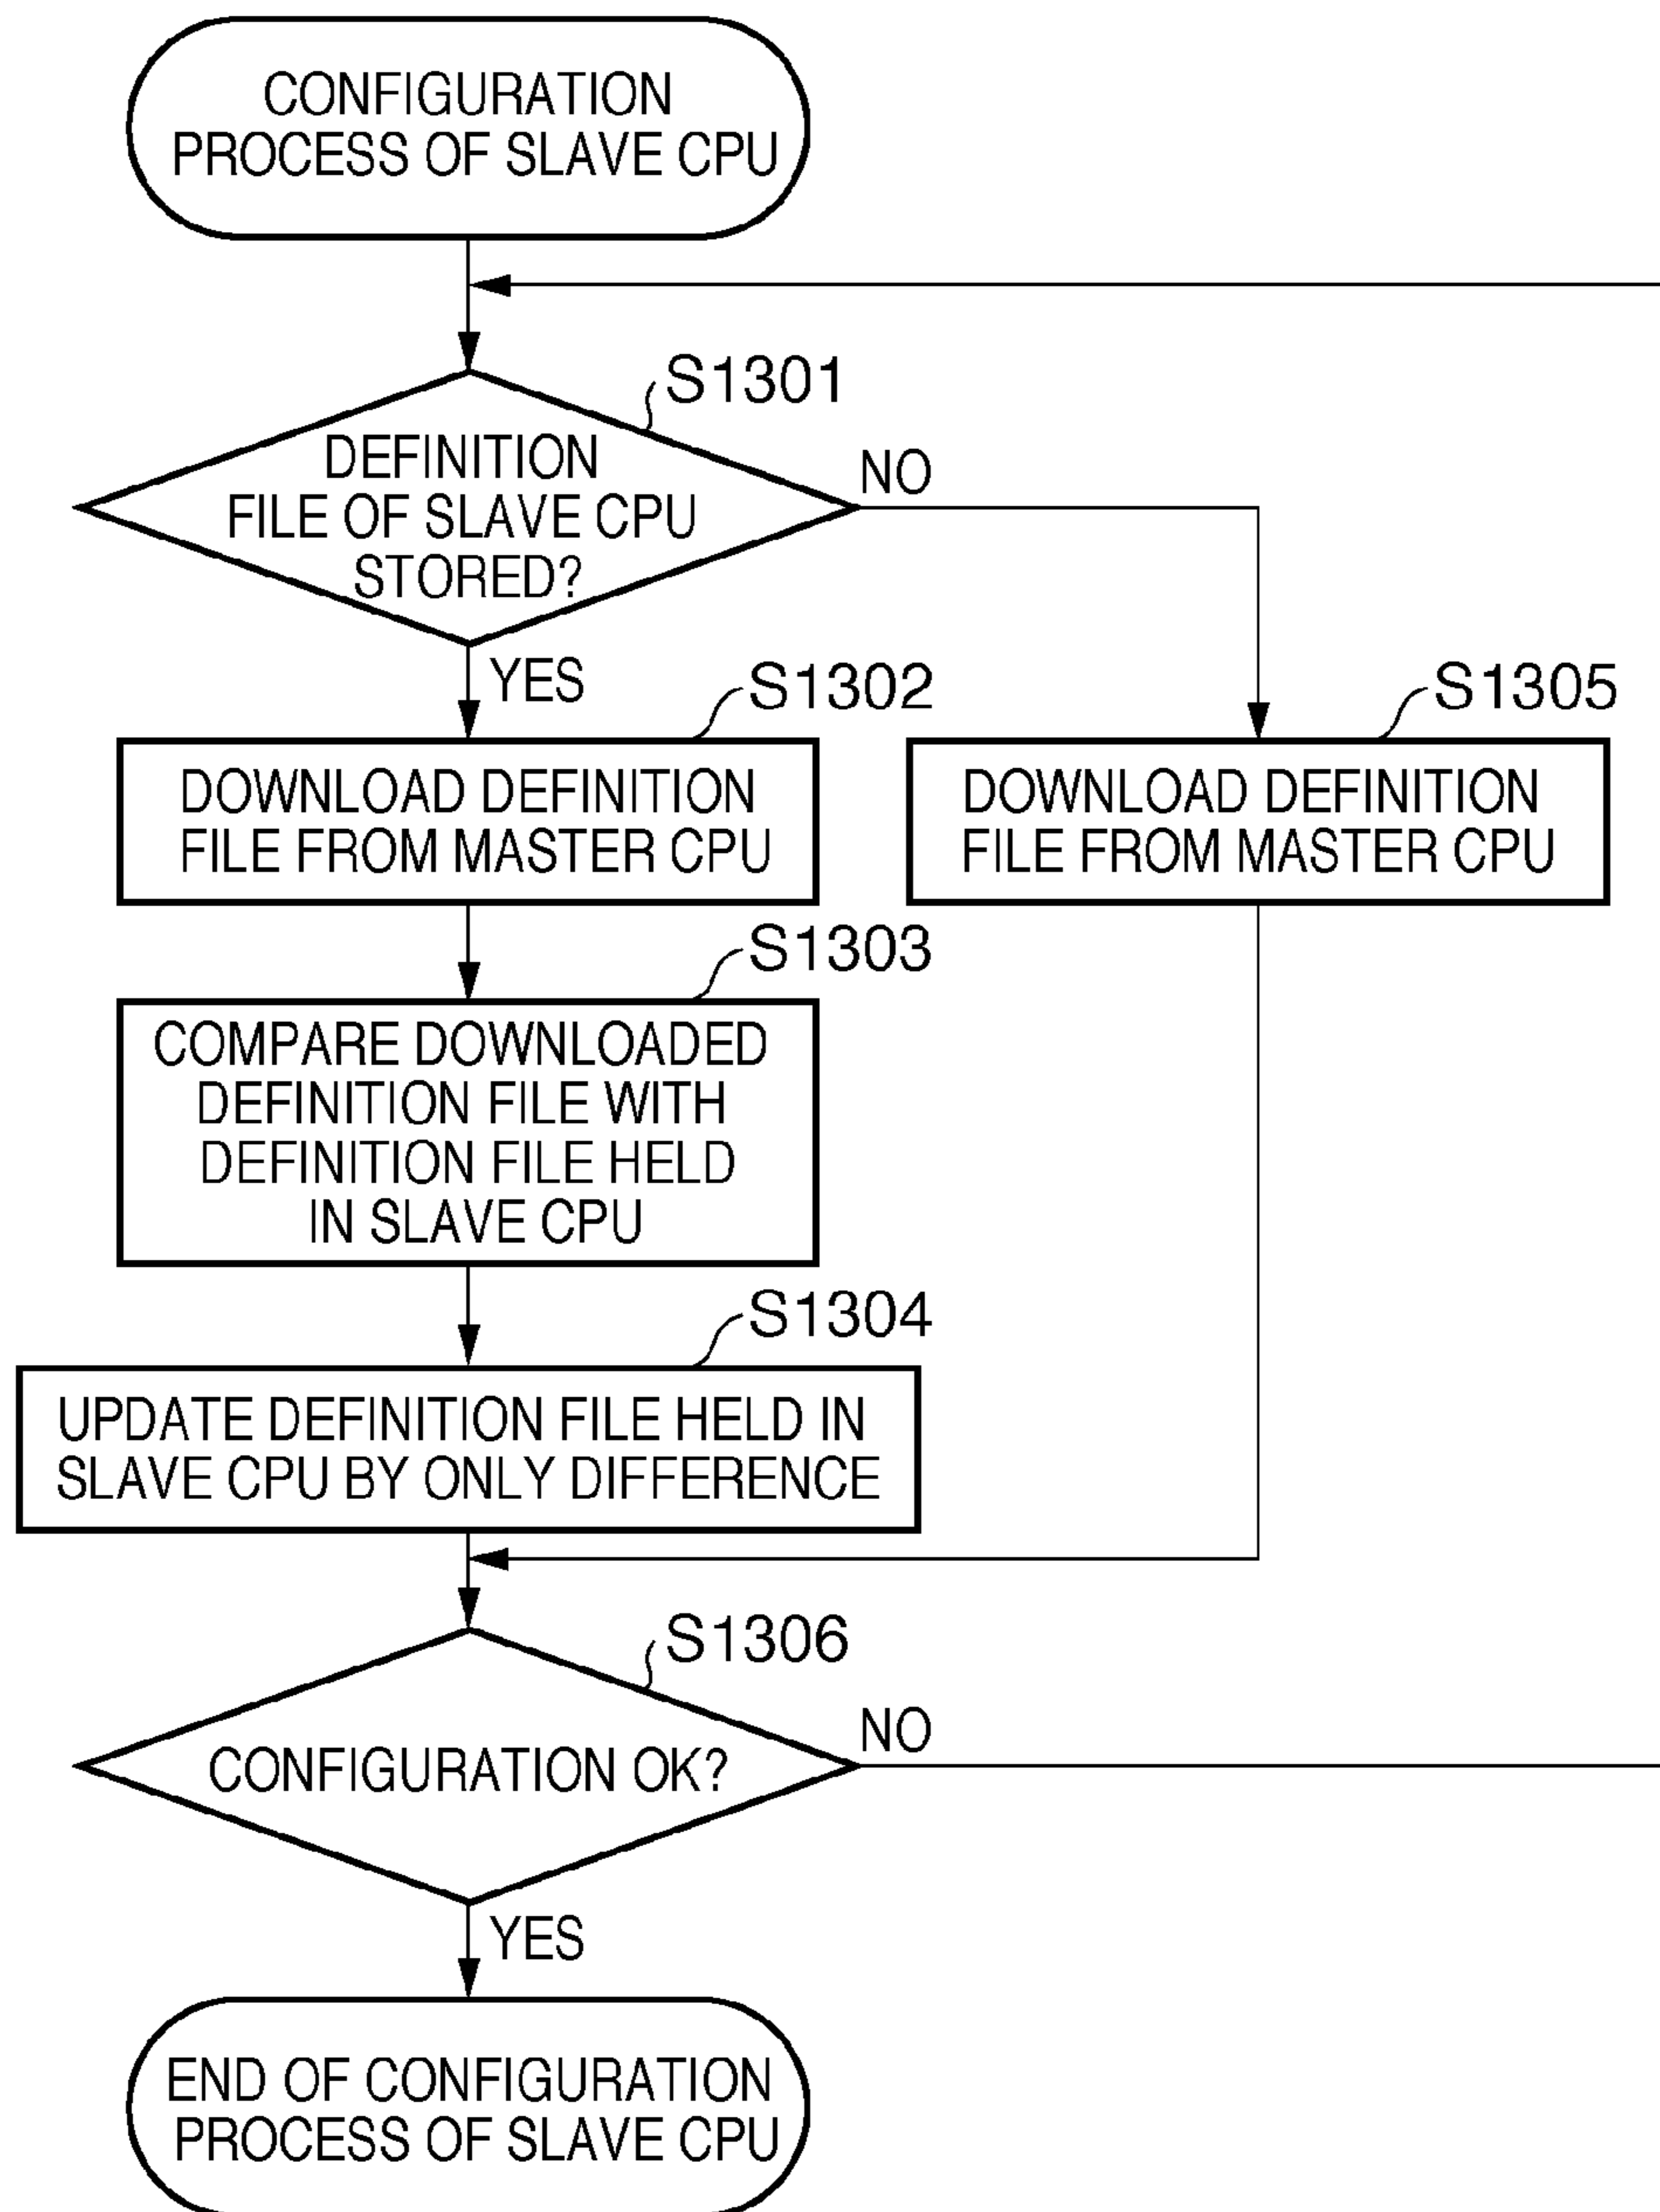 CONFIGURATION
PROCESS OF SLAVE CPU
S1301
DEFINITION
FILE OF SLAVE CPU
STORED?
NO
YES
S1302
DOWNLOAD DEFINITION
FILE FROM MASTER CPU
S1305
DOWNLOAD DEFINITION
FILE FROM MASTER CPU
S1303
COMPARE DOWNLOADED
DEFINITION FILE WITH
DEFINITION FILE HELD
IN SLAVE CPU
S1304
UPDATE DEFINITION FILE HELD IN
SLAVE CPU BY ONLY DIFFERENCE
S1306
CONFIGURATION OK?
NO
YES
END OF CONFIGURATION
PROCESS OF SLAVE CPU